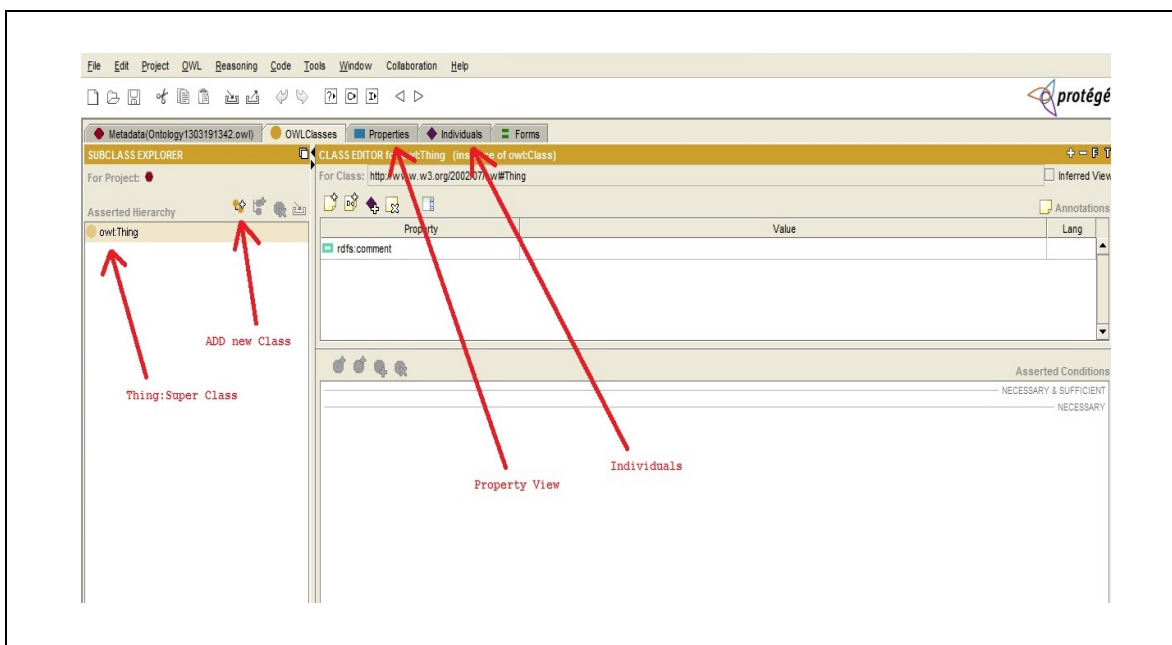 File Edit Project OWL Reasoning Code Tools Window Collaboration Help
protégé
Metadata(Ontology1303191342.owl) OWLClasses Properties Individuals Forms
SUBCLASS EXPLORER
CLASS EDITOR for owl:Thing (instance of owl:Class)
For Project:
For Class: http://www.w3.org/2002/07/owl#Thing
Inferred View
Asserted Hierarchy
Annotations
owl:Thing
Property Value Lang
rdfs:comment
ADD new Class
Asserted Conditions
NECESSARY & SUFFICIENT
NECESSARY
Thing:Super Class
Individuals
Property View